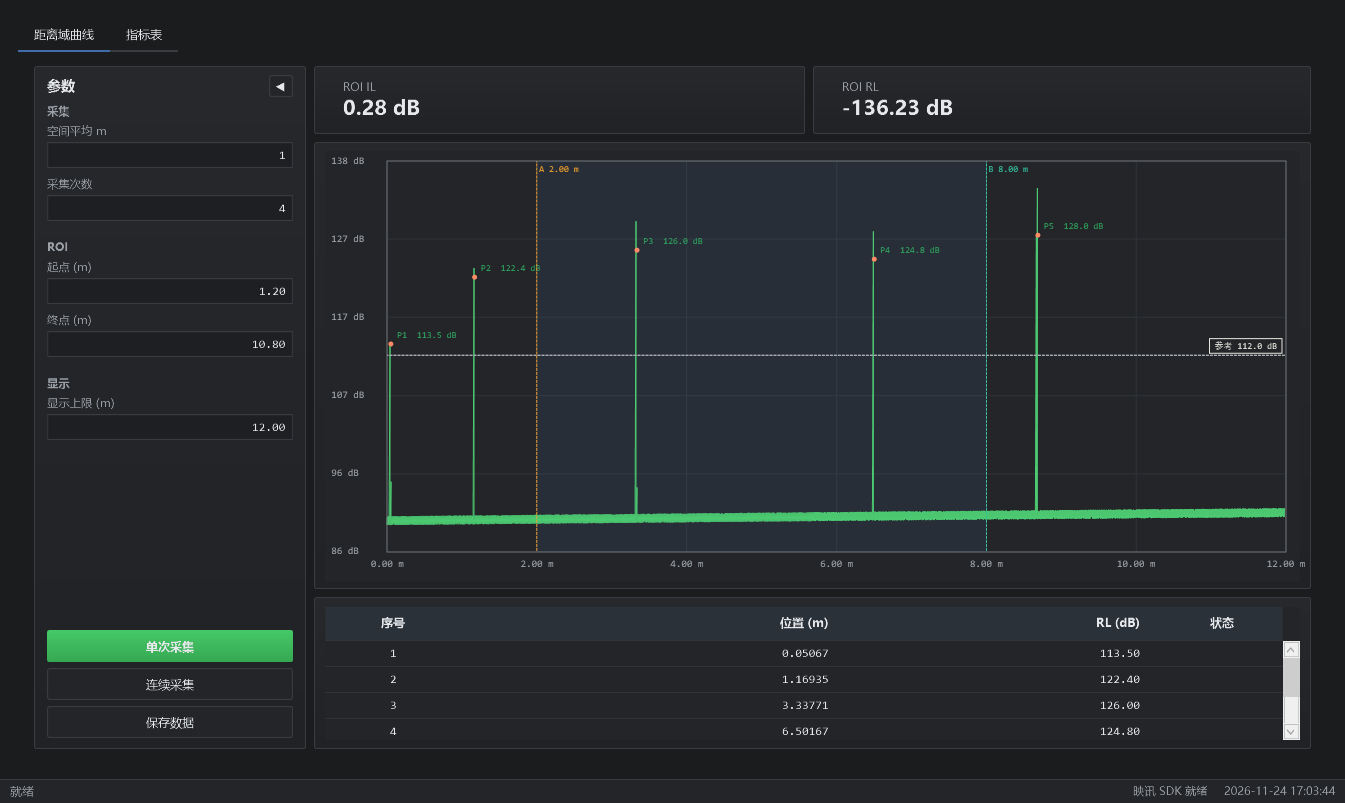 距离域曲线 指标表
参数 ◀
采集
空间平均 m
1
采集次数
4
ROI
起点 (m)
1.20
终点 (m)
10.80
显示
显示上限 (m)
12.00
单次采集
连续采集
保存数据
ROI IL
0.28 dB
ROI RL
-136.23 dB
138 dB
127 dB
117 dB
107 dB
96 dB
86 dB
A 2.00 m
B 8.00 m
P1 113.5 dB
P2 122.4 dB
P3 126.0 dB
P4 124.8 dB
P5 128.0 dB
参考 112.0 dB
0.00 m 2.00 m 4.00 m 6.00 m 8.00 m 10.00 m 12.00 m
序号 位置 (m) RL (dB) 状态
1 0.05067 113.50
2 1.16935 122.40
3 3.33771 126.00
4 6.50167 124.80
就绪 映讯 SDK 就绪 2026-11-24 17:03:44